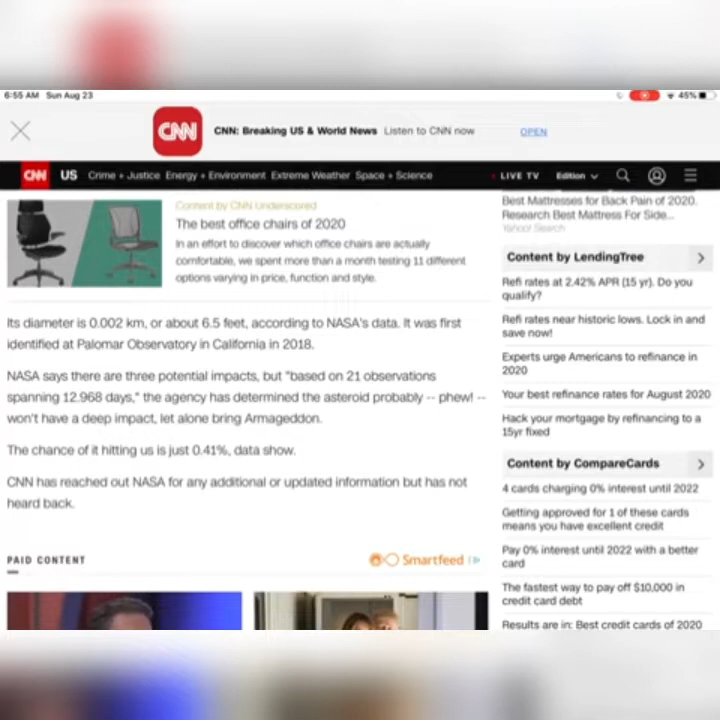 6:55 AM Sun Aug 23
45%
CNN
CNN: Breaking US & World News Listen to CNN now
OPEN
CNN US Crime + Justice Energy + Environment Extreme Weather Space + Science
LIVE TV Edition
Content by CNN Underscored
The best office chairs of 2020
In an effort to discover which office chairs are actually
comfortable, we spent more than a month testing 11 different
options varying in price, function and style.
Its diameter is 0.002 km, or about 6.5 feet, according to NASA's data. It was first
identified at Palomar Observatory in California in 2018.
NASA says there are three potential impacts, but "based on 21 observations
spanning 12.968 days," the agency has determined the asteroid probably -- phew! --
won't have a deep impact, let alone bring Armageddon.
The chance of it hitting us is just 0.41%, data show.
CNN has reached out NASA for any additional or updated information but has not
heard back.
PAID CONTENT
Smartfeed
Best Mattresses for Back Pain of 2020.
Research Best Mattress For Side...
Yahoo! Search
Content by LendingTree
Refi rates at 2.42% APR (15 yr). Do you
qualify?
Refi rates near historic lows. Lock in and
save now!
Experts urge Americans to refinance in
2020
Your best refinance rates for August 2020
Hack your mortgage by refinancing to a
15yr fixed
Content by CompareCards
4 cards charging 0% interest until 2022
Getting approved for 1 of these cards
means you have excellent credit
Pay 0% interest until 2022 with a better
card
The fastest way to pay off $10,000 in
credit card debt
Results are in: Best credit cards of 2020